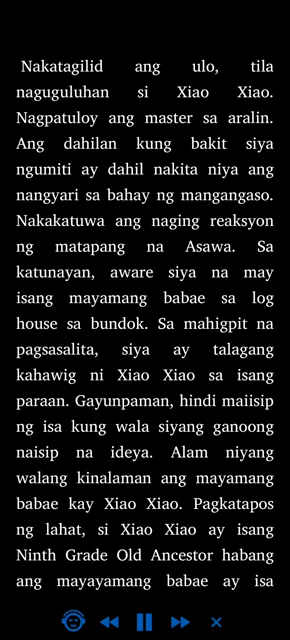 Nakatagilid ang ulo, tila
naguguluhan si Xiao Xiao.
Nagpatuloy ang master sa aralin.
Ang dahilan kung bakit siya
ngumiti ay dahil nakita niya ang
nangyari sa bahay ng mangangaso.
Nakakatuwa ang naging reaksyon
ng matapang na Asawa. Sa
katunayan, aware siya na may
isang mayamang babae sa log
house sa bundok. Sa mahigpit na
pagsasalita, siya ay talagang
kahawig ni Xiao Xiao sa isang
paraan. Gayunpaman, hindi maiisip
ng isa kung wala siyang ganoong
naisip na ideya. Alam niyang
walang kinalaman ang mayamang
babae kay Xiao Xiao. Pagkatapos
ng lahat, si Xiao Xiao ay isang
Ninth Grade Old Ancestor habang
ang mayayamang babae ay isa